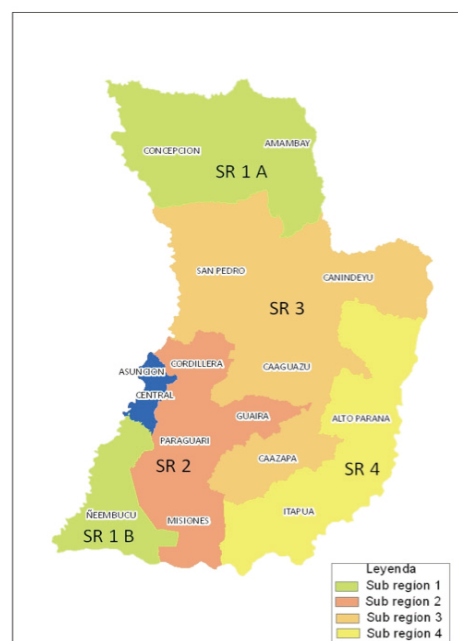 AMAMBAY
CONCEPCION
SR 1 A
SAN PEDRO
CANINDEYU
SR 3
CORDILLERA
CAAGUAZU
ASUNCION
CENTRAL
GUAIRA
ALTO PARANA
PARAGUARI
CAAZAPA
SR 2
SR 4
ÑEEMBUCU
MISIONES
ITAPUA
SR 1 B
Leyenda
Sub region 1
Sub region 2
Sub region 3
Sub region 4